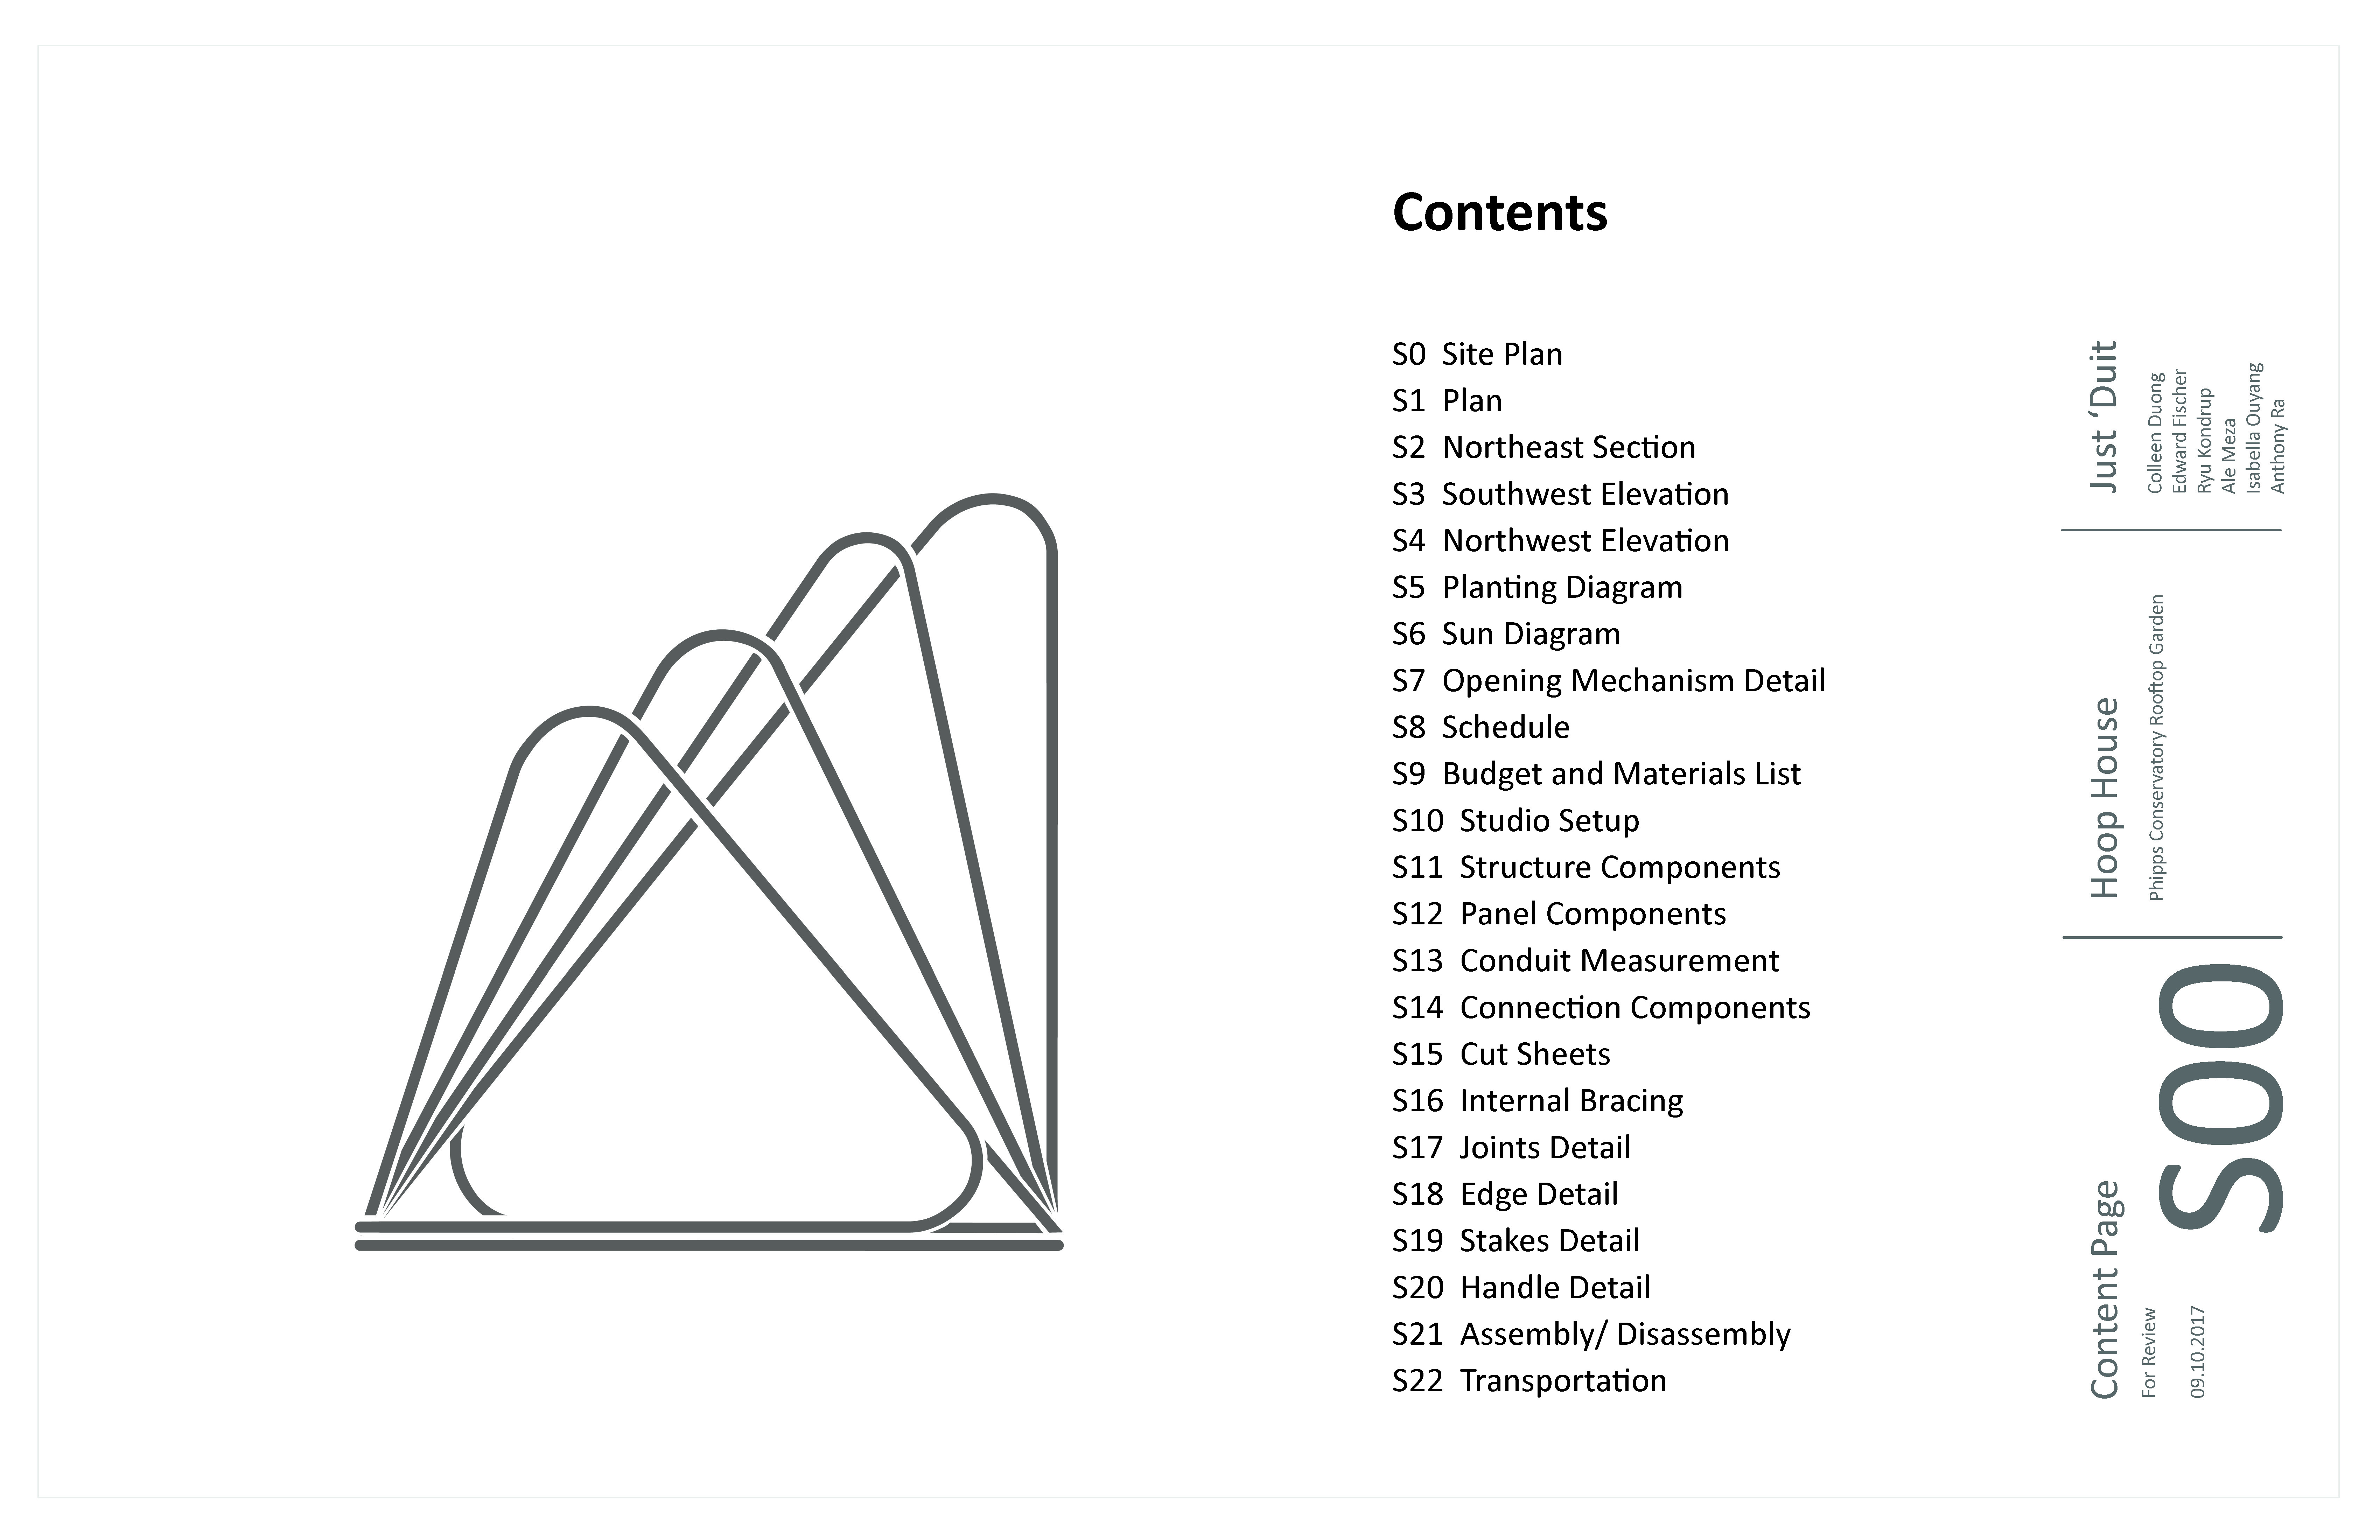 Contents
S0 Site Plan
S1 Plan
S2 Northeast Section
S3 Southwest Elevation
S4 Northwest Elevation
S5 Planting Diagram
S6 Sun Diagram
S7 Opening Mechanism Detail
S8 Schedule
S9 Budget and Materials List
S10 Studio Setup
S11 Structure Components
S12 Panel Components
S13 Conduit Measurement
S14 Connection Components
S15 Cut Sheets
S16 Internal Bracing
S17 Joints Detail
S18 Edge Detail
S19 Stakes Detail
S20 Handle Detail
S21 Assembly/ Disassembly
S22 Transportation
Just ‘Duit
Colleen Duong
Edward Fischer
Ryu Kondrup
Ale Meza
Isabella Ouyang
Anthony Ra
Hoop House
Phipps Conservatory Rooftop Garden
Content Page
For Review
09.10.2017
S00